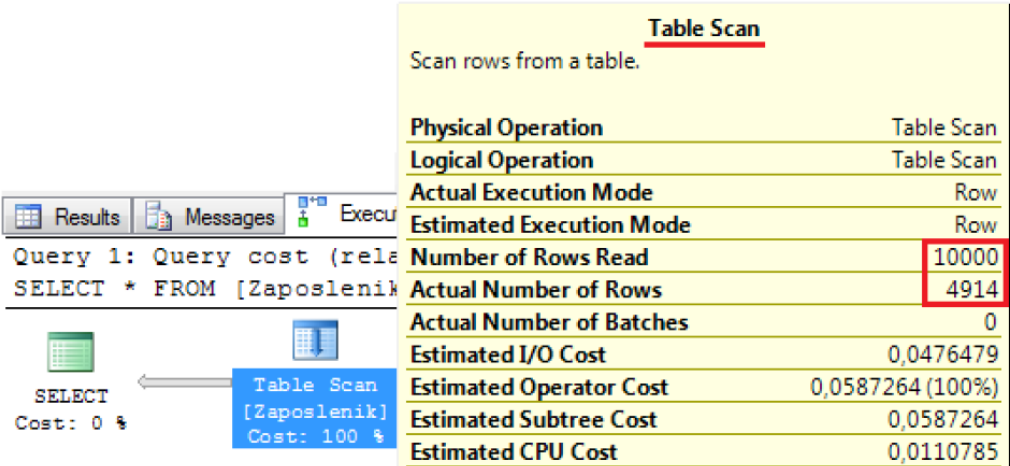 Table Scan
Scan rows from a table.
Physical Operation Table Scan
Logical Operation Table Scan
Actual Execution Mode Row
Estimated Execution Mode Row
Number of Rows Read 10000
Actual Number of Rows 4914
Actual Number of Batches 0
Estimated I/O Cost 0,0476479
Estimated Operator Cost 0,0587264 (100%)
Estimated Subtree Cost 0,0587264
Estimated CPU Cost 0,0110785
Results Messages Execu
Query 1: Query cost (rela
SELECT * FROM [Zaposlenik
SELECT
Cost: 0 %
Table Scan
[Zaposlenik]
Cost: 100 %